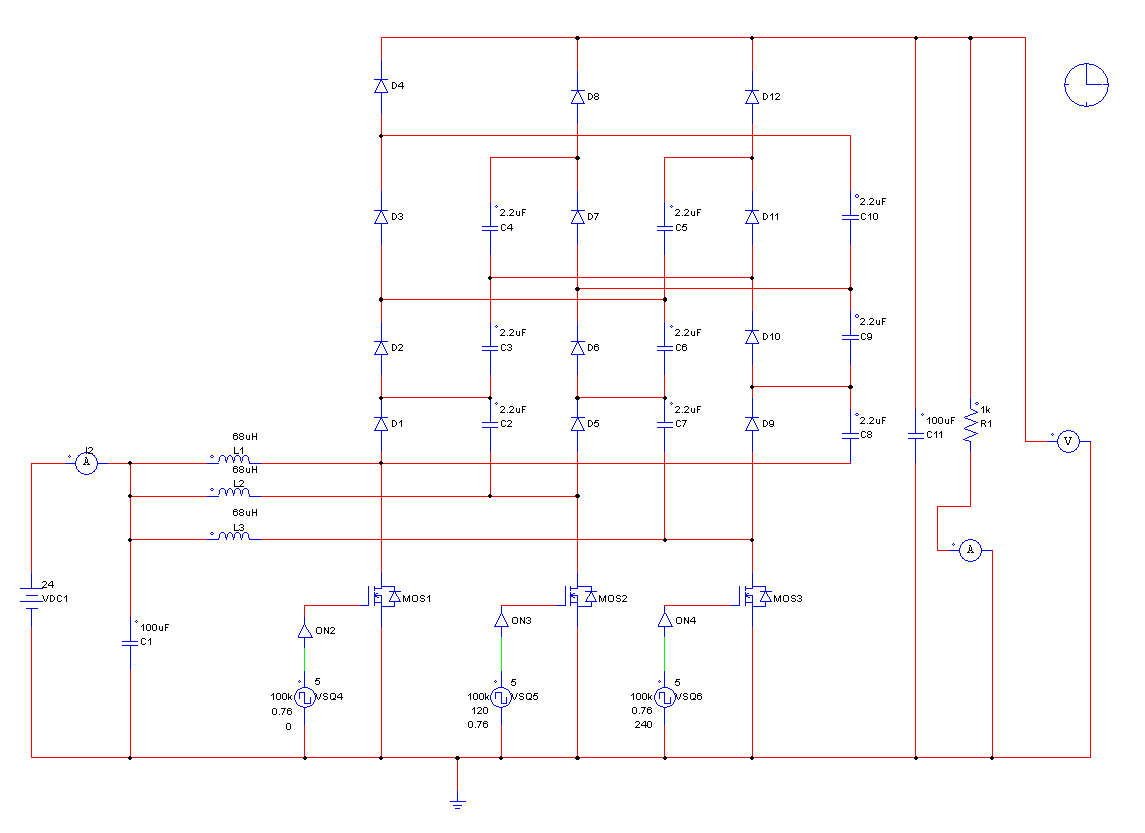 D4
D8
D12
D3
2.2uF
C4
D7
2.2uF
C5
D11
2.2uF
C10
D2
2.2uF
C3
D6
2.2uF
C6
D10
2.2uF
C9
D1
2.2uF
C2
D5
2.2uF
C7
D9
2.2uF
C8
100uF
C11
1k
R1
V
I2
A
68uH
L1
68uH
L2
68uH
L3
A
24
VDC1
MOS1
MOS2
MOS3
100uF
C1
ON2
ON3
ON4
5
100k
VSQ4
0.76
0
5
100k
VSQ5
120
0.76
5
100k
VSQ6
0.76
240